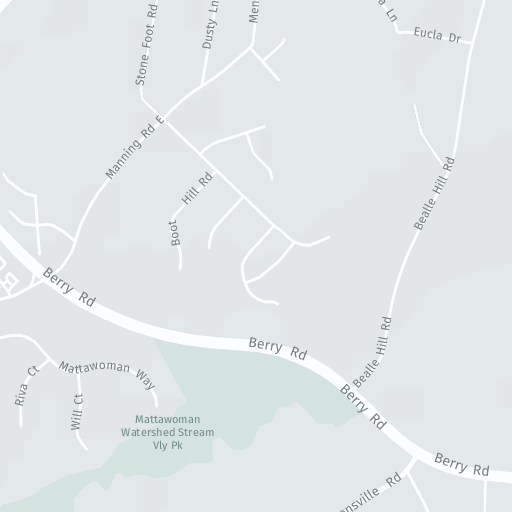 Stone Foot Rd
Dusty Ln
Eucla Dr
Manning Rd E
Boot Hill Rd
Bealle Hill Rd
Berry Rd
Berry Rd
Bealle Hill Rd
Riva Ct
Mattawoman Way
Will Ct
Berry Rd
Mattawoman
Watershed Stream
Vly Pk
Berry Rd
Rd